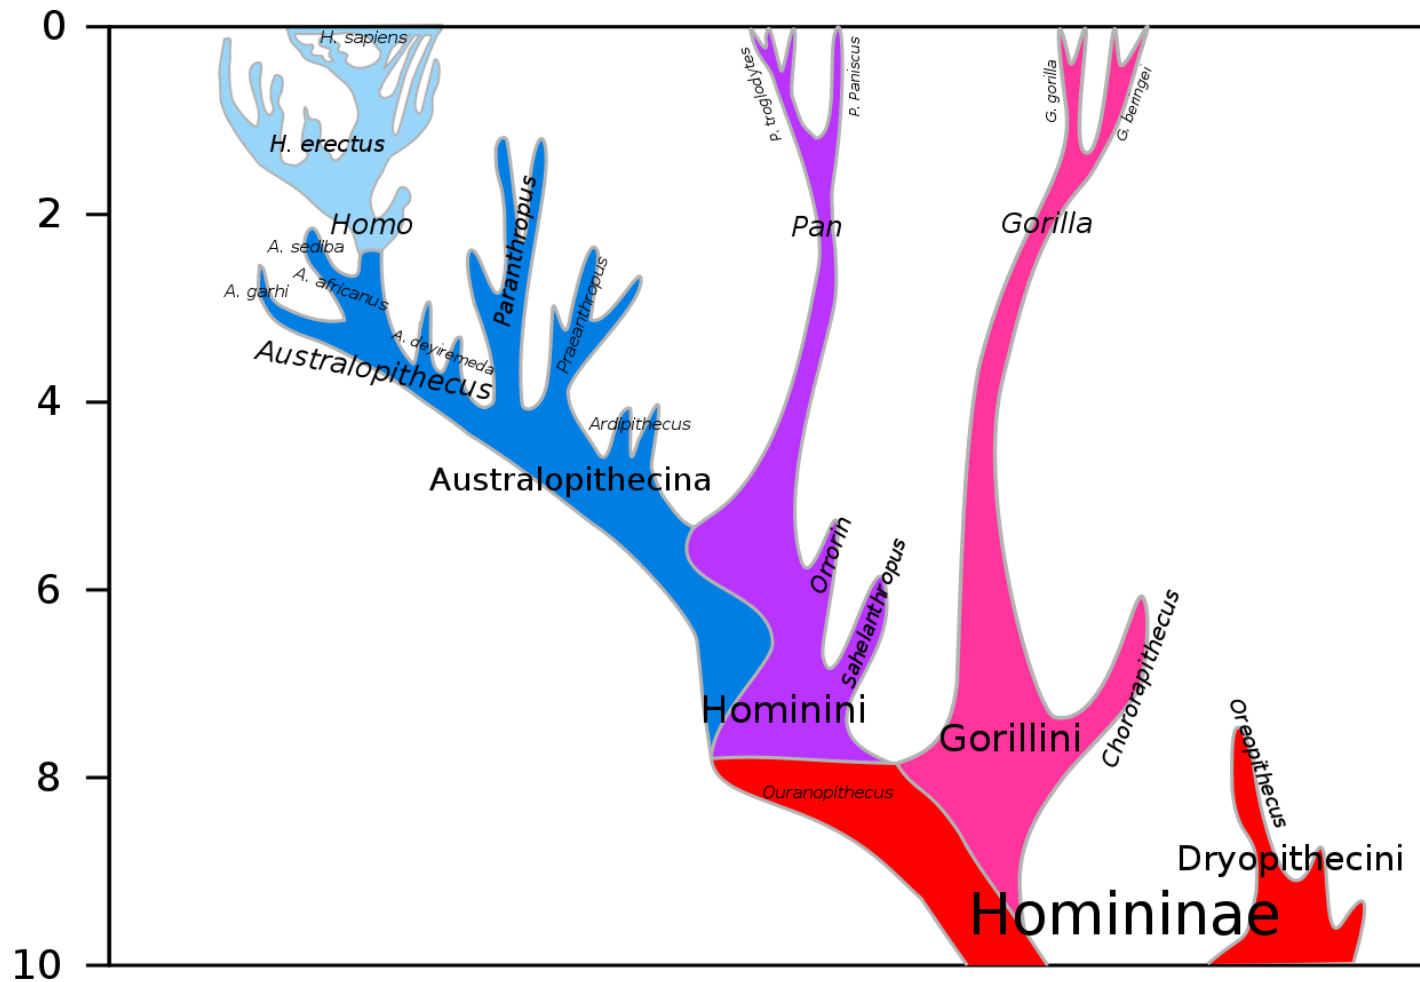 0
H. sapiens
P. troglodytes
P. Paniscus
G. gorilla
G. beringei
H. erectus
2
Homo
Pan
Gorilla
A. sediba
A. africanus
A. garhi
Paranthropus
Praeanthropus
A. deyiremeda
Australopithecus
4
Ardipithecus
Australopithecina
Orrorin
Sahelanthropus
6
Chororapithecus
Hominini
Gorillini
Oreopithecus
8
Ouranopithecus
Dryopithecini
Homininae
10